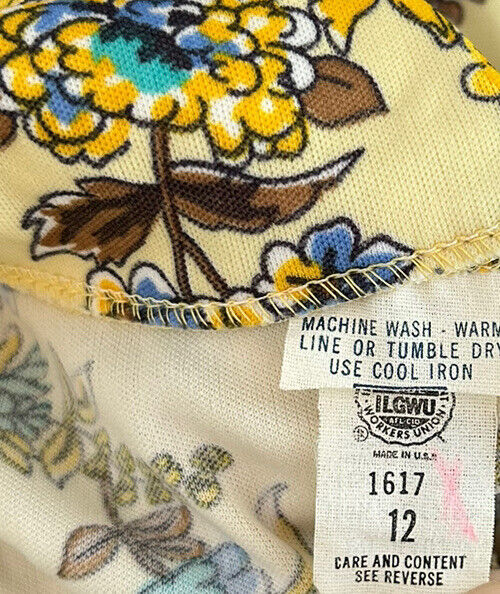 MACHINE WASH - WARM
LINE OR TUMBLE DRY
USE COOL IRON
ILGWU
AFL-CIO
WORKERS UNION
MADE IN U.S.A.
1617
12
CARE AND CONTENT
SEE REVERSE